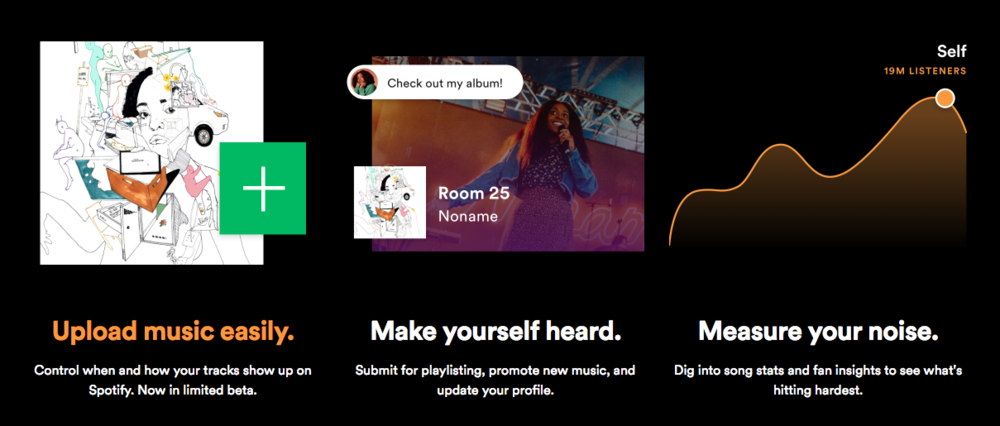 Check out my album!
Room 25
Noname
Self
19M LISTENERS
Upload music easily.
Control when and how your tracks show up on
Spotify. Now in limited beta.
Make yourself heard.
Submit for playlisting, promote new music, and
update your profile.
Measure your noise.
Dig into song stats and fan insights to see what's
hitting hardest.